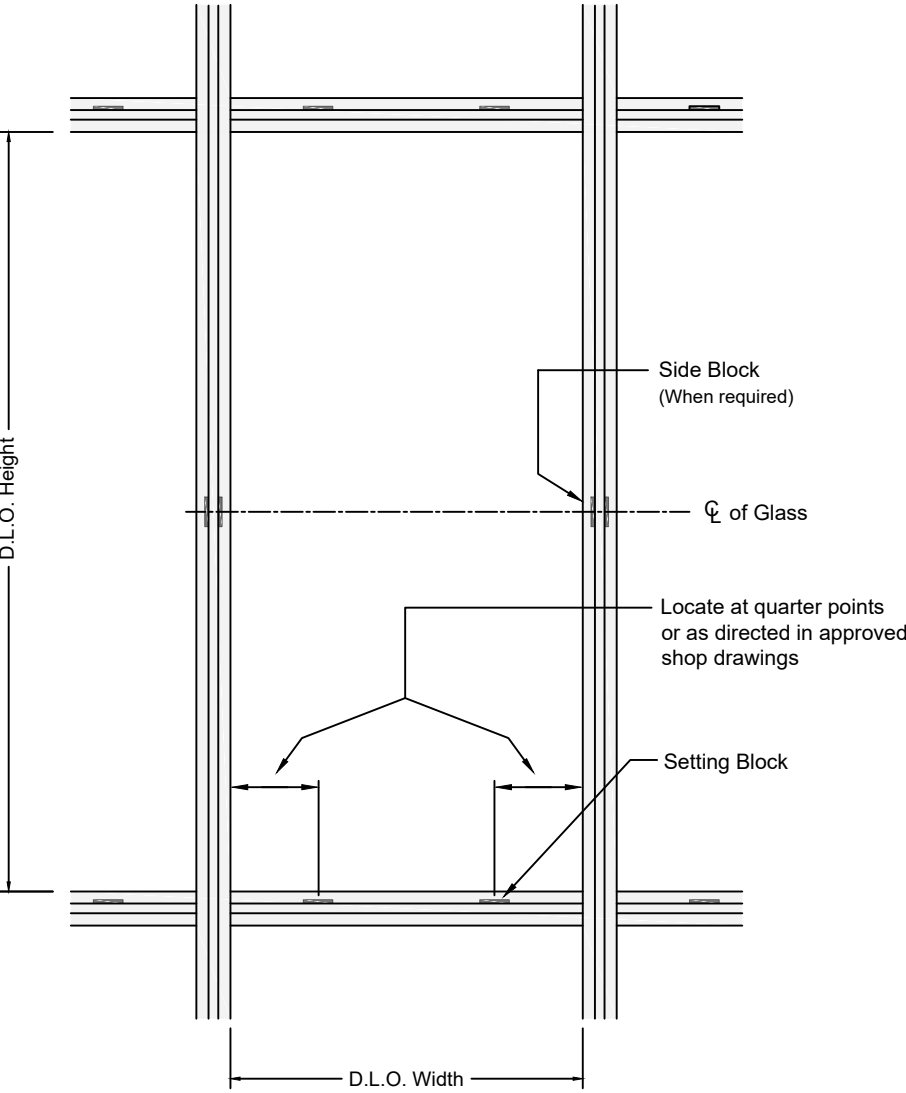 Side Block
(When required)
D.L.O. Height
℄ of Glass
Locate at quarter points
or as directed in approved
shop drawings
Setting Block
D.L.O. Width